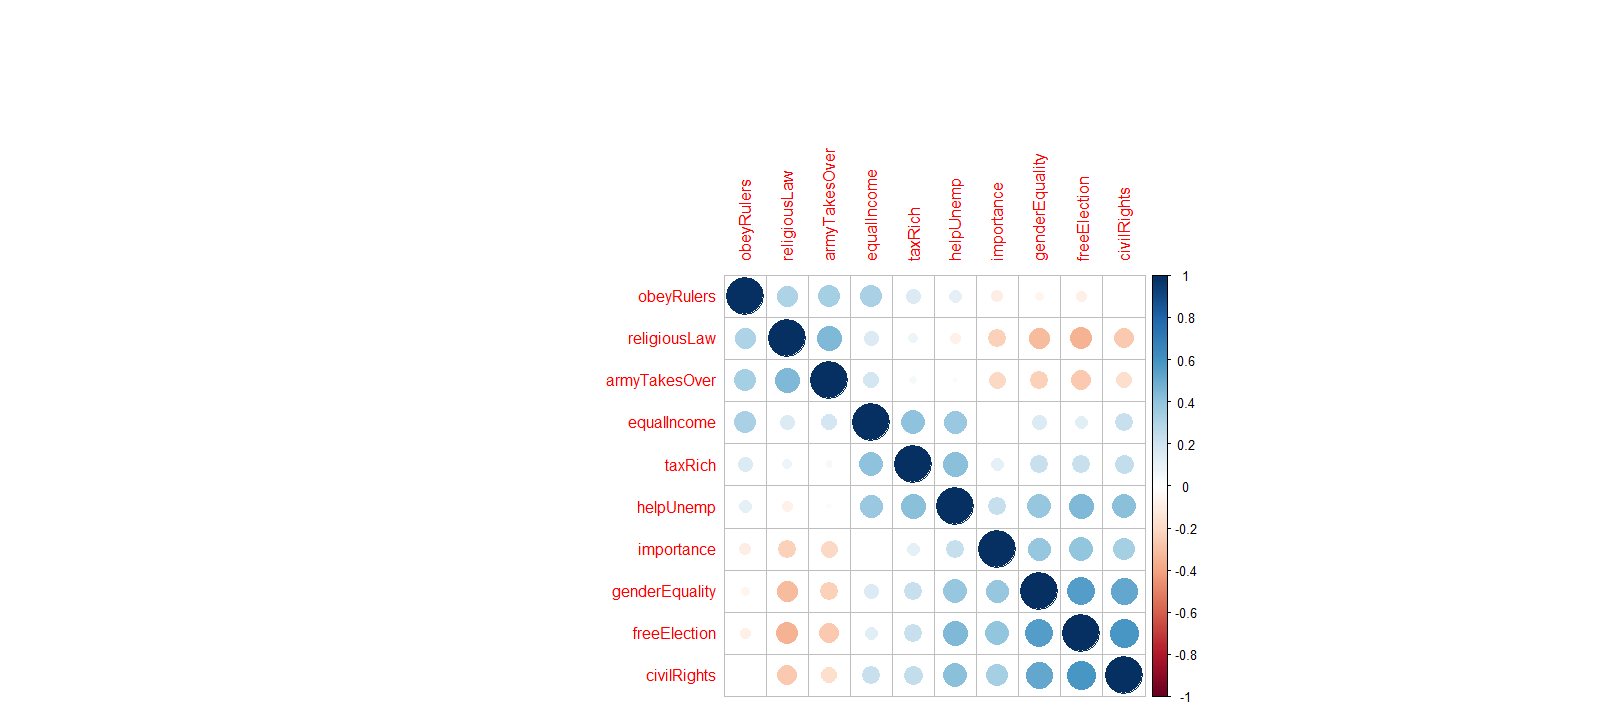 obeyRulers
religiousLaw
armyTakesOver
equalIncome
taxRich
helpUnemp
importance
genderEquality
freeElection
civilRights
obeyRulers
religiousLaw
armyTakesOver
equalIncome
taxRich
helpUnemp
importance
genderEquality
freeElection
civilRights
1
0.8
0.6
0.4
0.2
0
-0.2
-0.4
-0.6
-0.8
-1